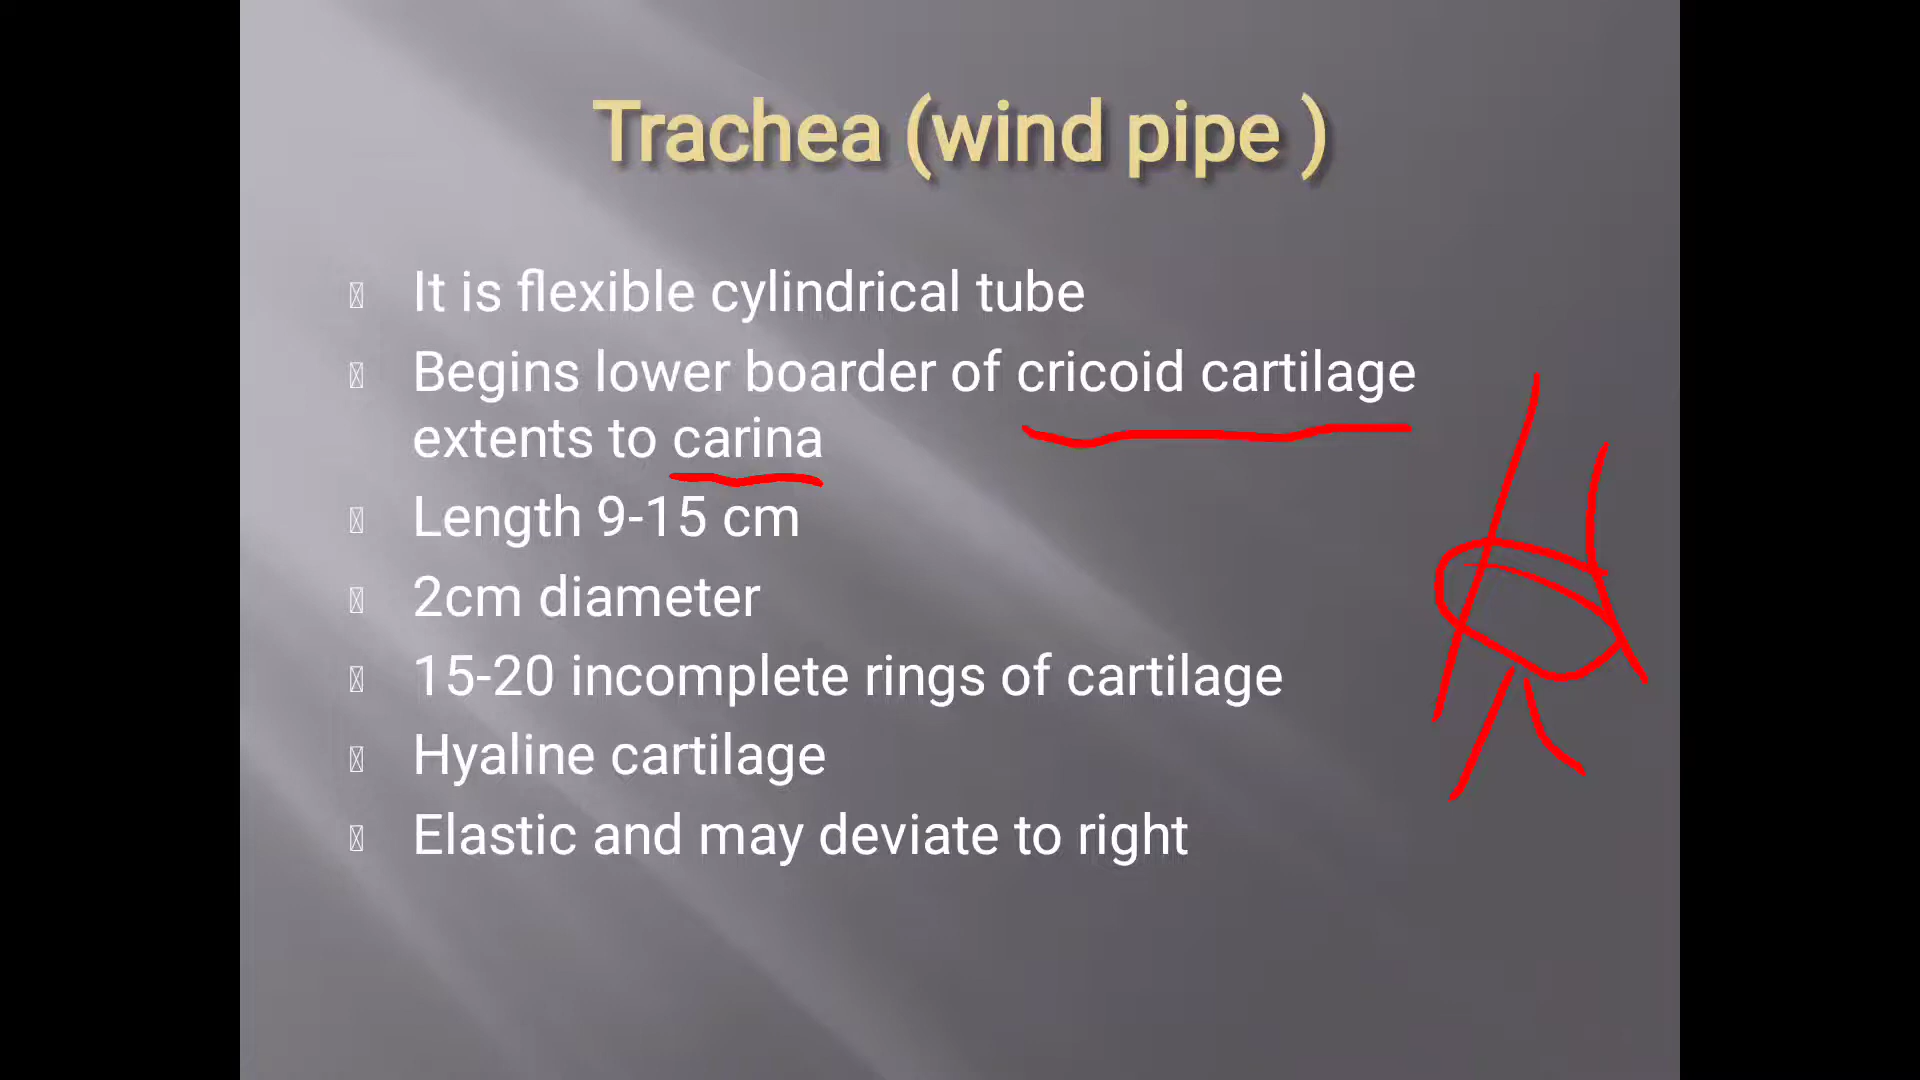 Trachea (wind pipe )
It is flexible cylindrical tube
Begins lower boarder of cricoid cartilage
extents to carina
Length 9-15 cm
2cm diameter
15-20 incomplete rings of cartilage
Hyaline cartilage
Elastic and may deviate to right